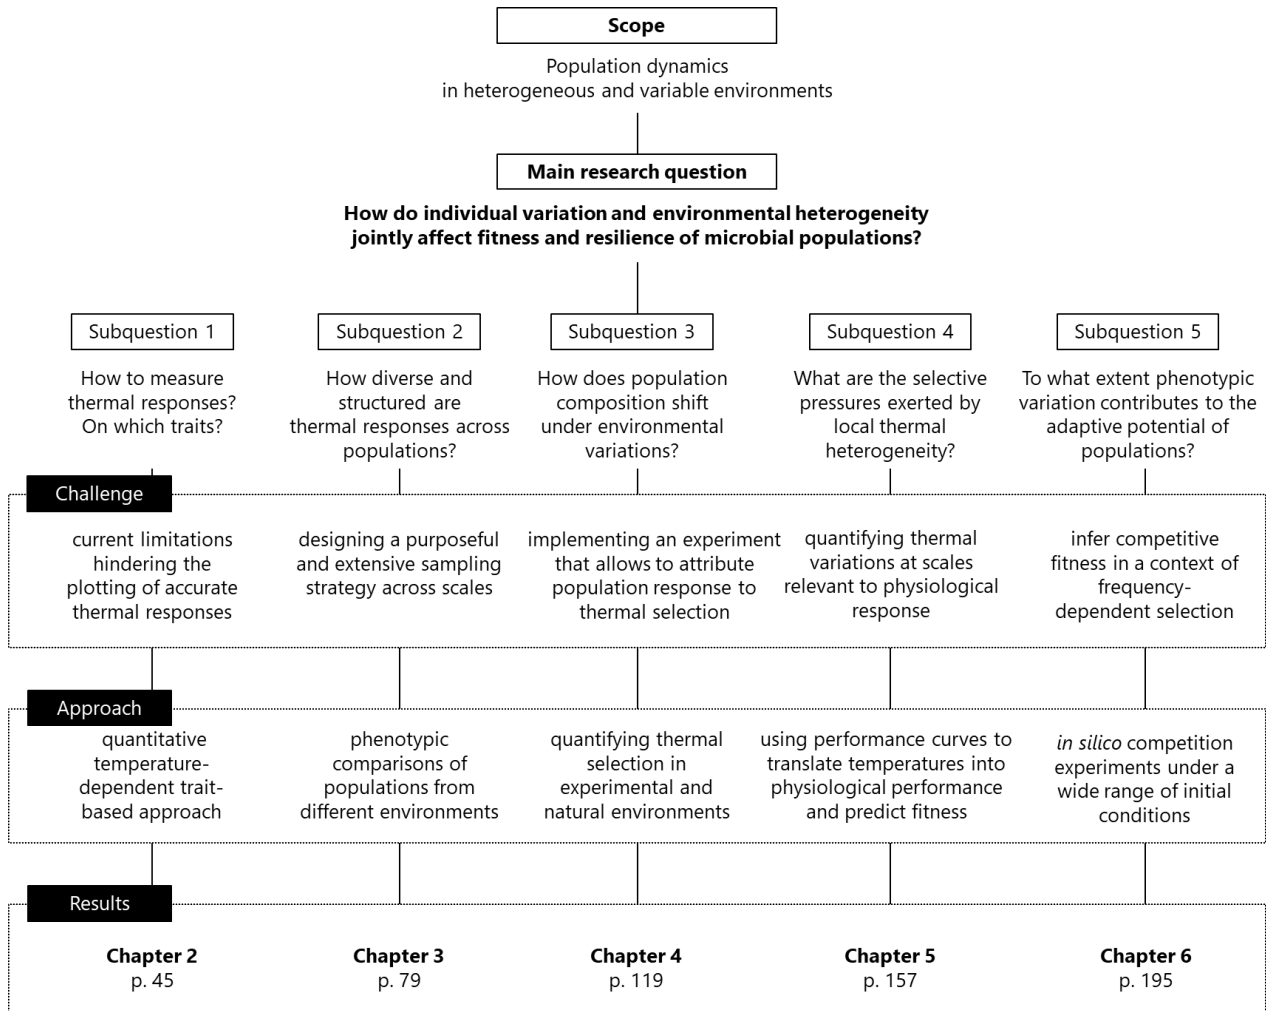 Scope
Population dynamics
in heterogeneous and variable environments
Main research question
How do individual variation and environmental heterogeneity
jointly affect fitness and resilience of microbial populations?
Subquestion 1
How to measure
thermal responses?
On which traits?
Subquestion 2
How diverse and
structured are
thermal responses across
populations?
Subquestion 3
How does population
composition shift
under environmental
variations?
Subquestion 4
What are the selective
pressures exerted by
local thermal
heterogeneity?
Subquestion 5
To what extent phenotypic
variation contributes to the
adaptive potential of
populations?
Challenge
current limitations
hindering the
plotting of accurate
thermal responses
designing a purposeful
and extensive sampling
strategy across scales
implementing an experiment
that allows to attribute
population response to
thermal selection
quantifying thermal
variations at scales
relevant to physiological
response
infer competitive
fitness in a context of
frequency-
dependent selection
Approach
quantitative
temperature-
dependent trait-
based approach
phenotypic
comparisons of
populations from
different environments
quantifying thermal
selection in
experimental and
natural environments
using performance curves to
translate temperatures into
physiological performance
and predict fitness
in silico competition
experiments under a
wide range of initial
conditions
Results
Chapter 2
p. 45
Chapter 3
p. 79
Chapter 4
p. 119
Chapter 5
p. 157
Chapter 6
p. 195